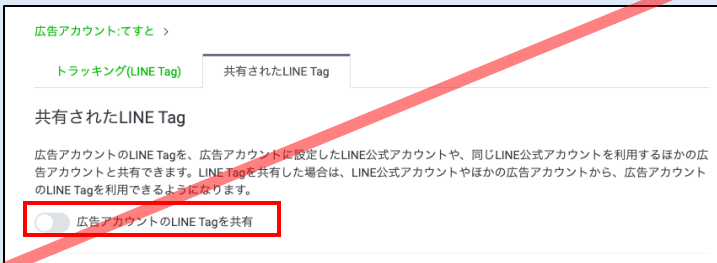 広告アカウント:てすと >
トラッキング(LINE Tag) 共有されたLINE Tag
共有されたLINE Tag
広告アカウントのLINE Tagを、広告アカウントに設定したLINE公式アカウントや、同じLINE公式アカウントを利用するほかの広
告アカウントと共有できます。LINE Tagを共有した場合は、LINE公式アカウントやほかの広告アカウントから、広告アカウント
のLINE Tagを利用できるようになります。
広告アカウントのLINE Tagを共有